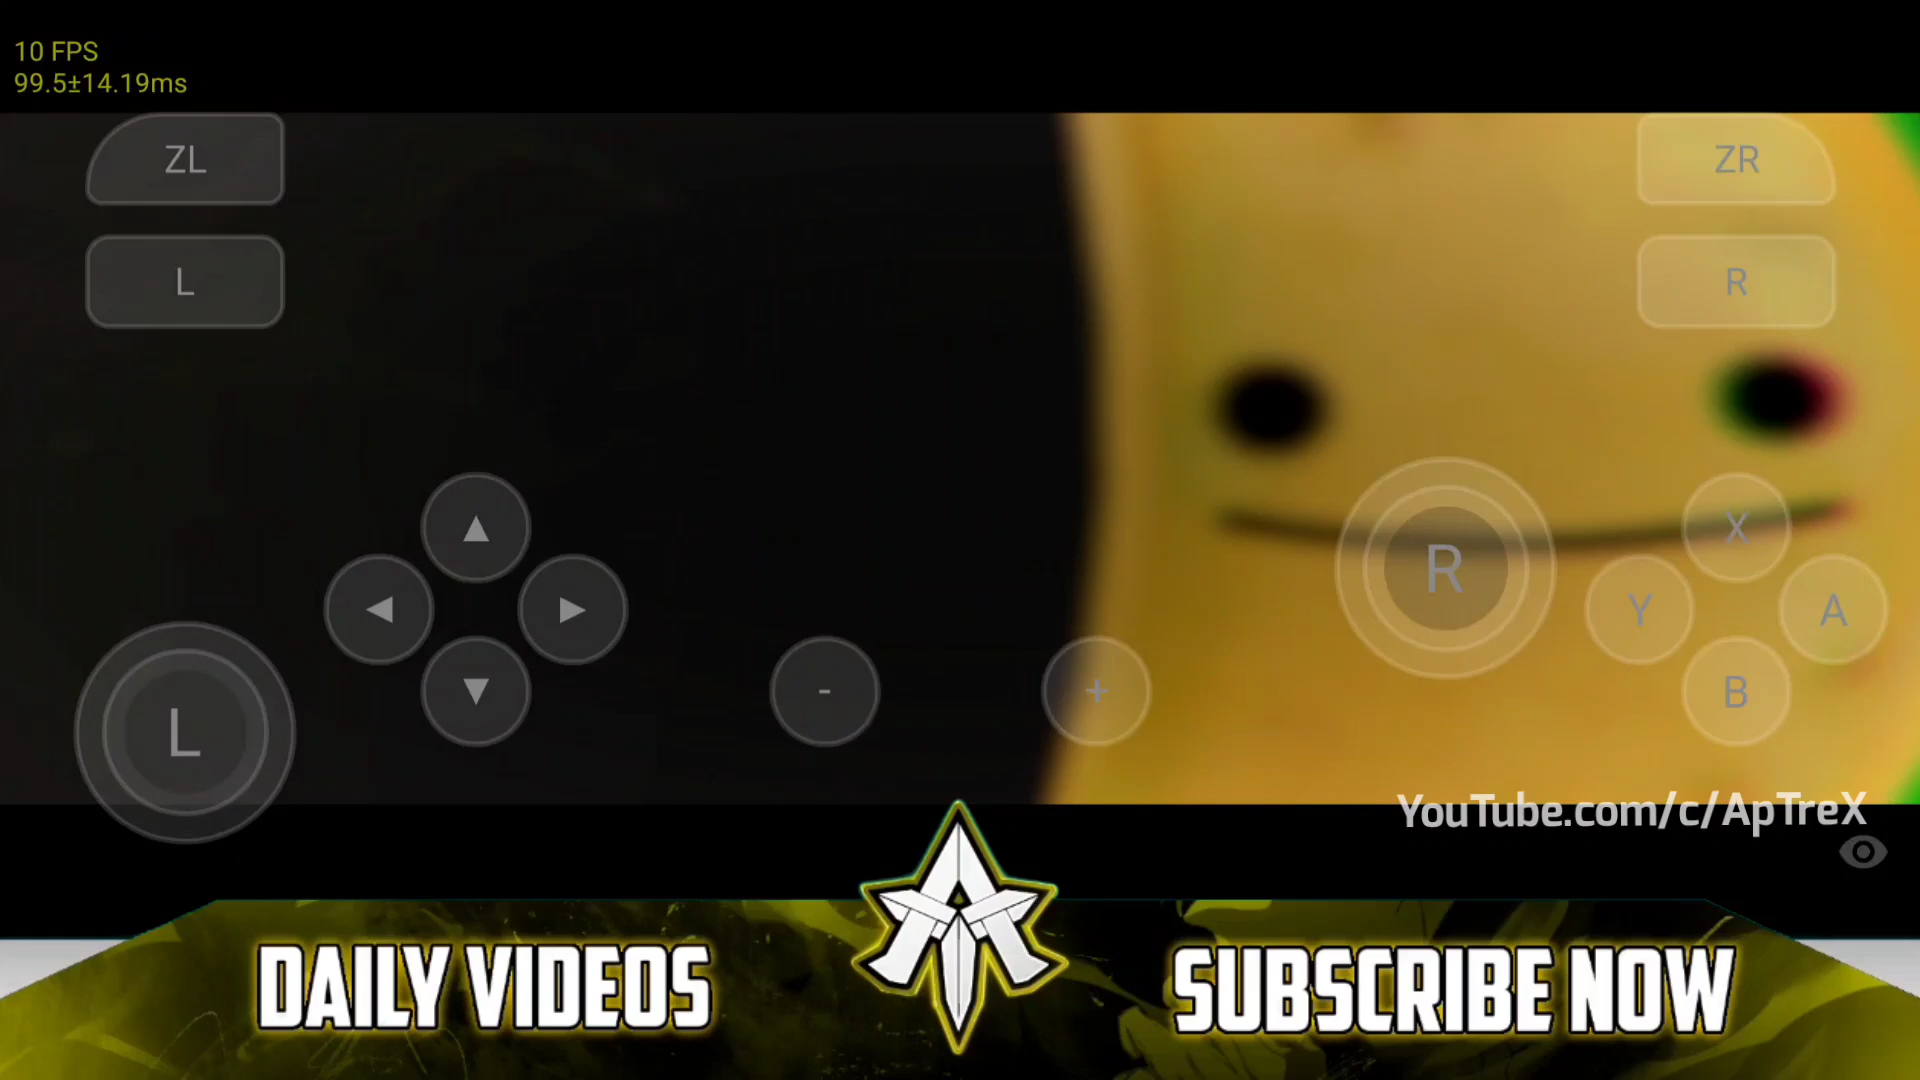 10 FPS
99.5±14.19ms
ZL
ZR
L
R
R
X
Y
A
L
-
+
B
YouTube.com/c/ApTreX
DAILY VIDEOS
SUBSCRIBE NOW